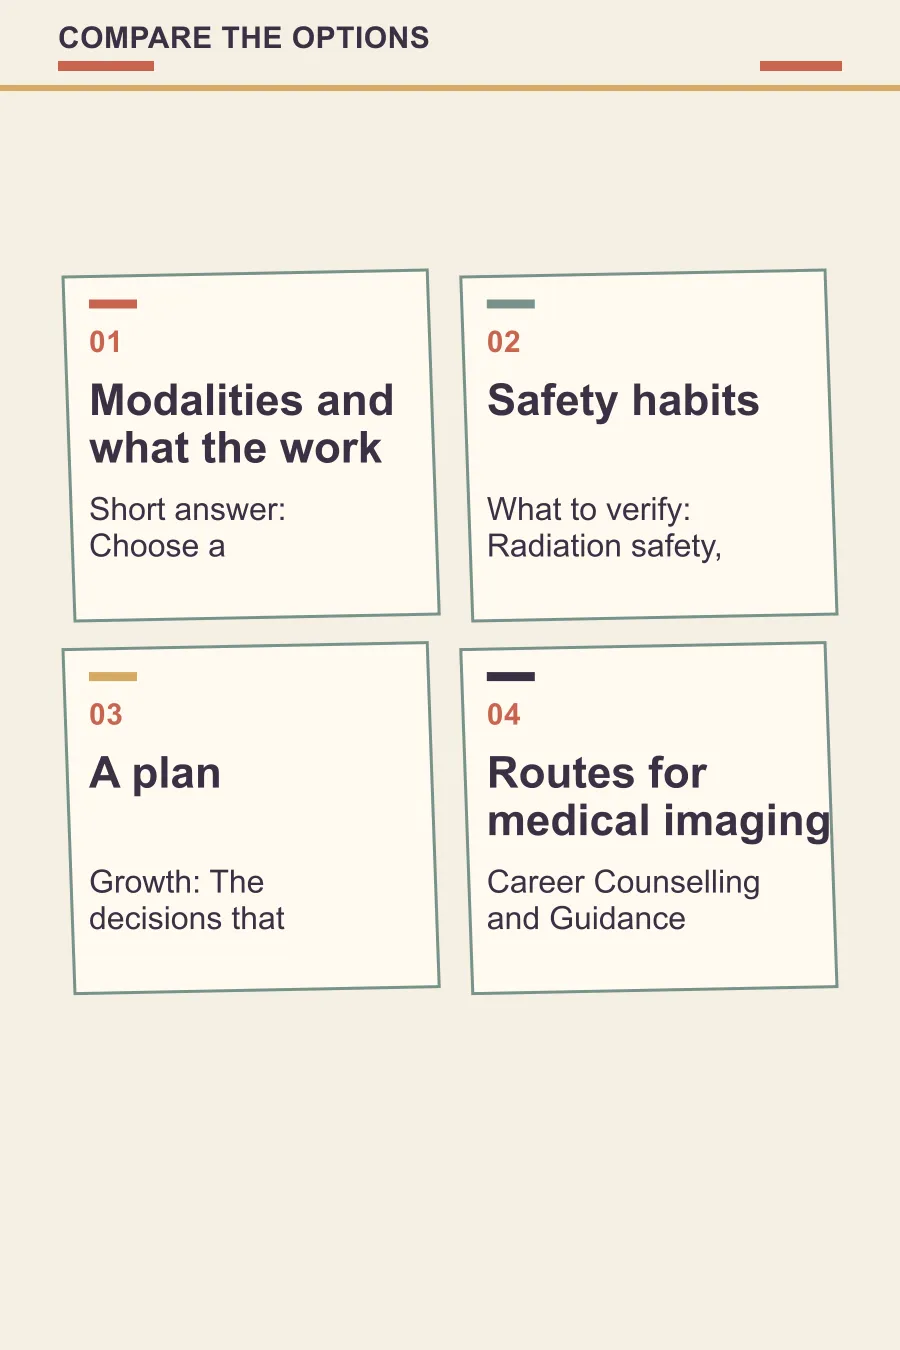 COMPARE THE OPTIONS
01
Modalities and
what the work
Short answer:
Choose a
02
Safety habits
What to verify:
Radiation safety,
03
A plan
Growth: The
decisions that
04
Routes for
medical imaging
Career Counselling
and Guidance